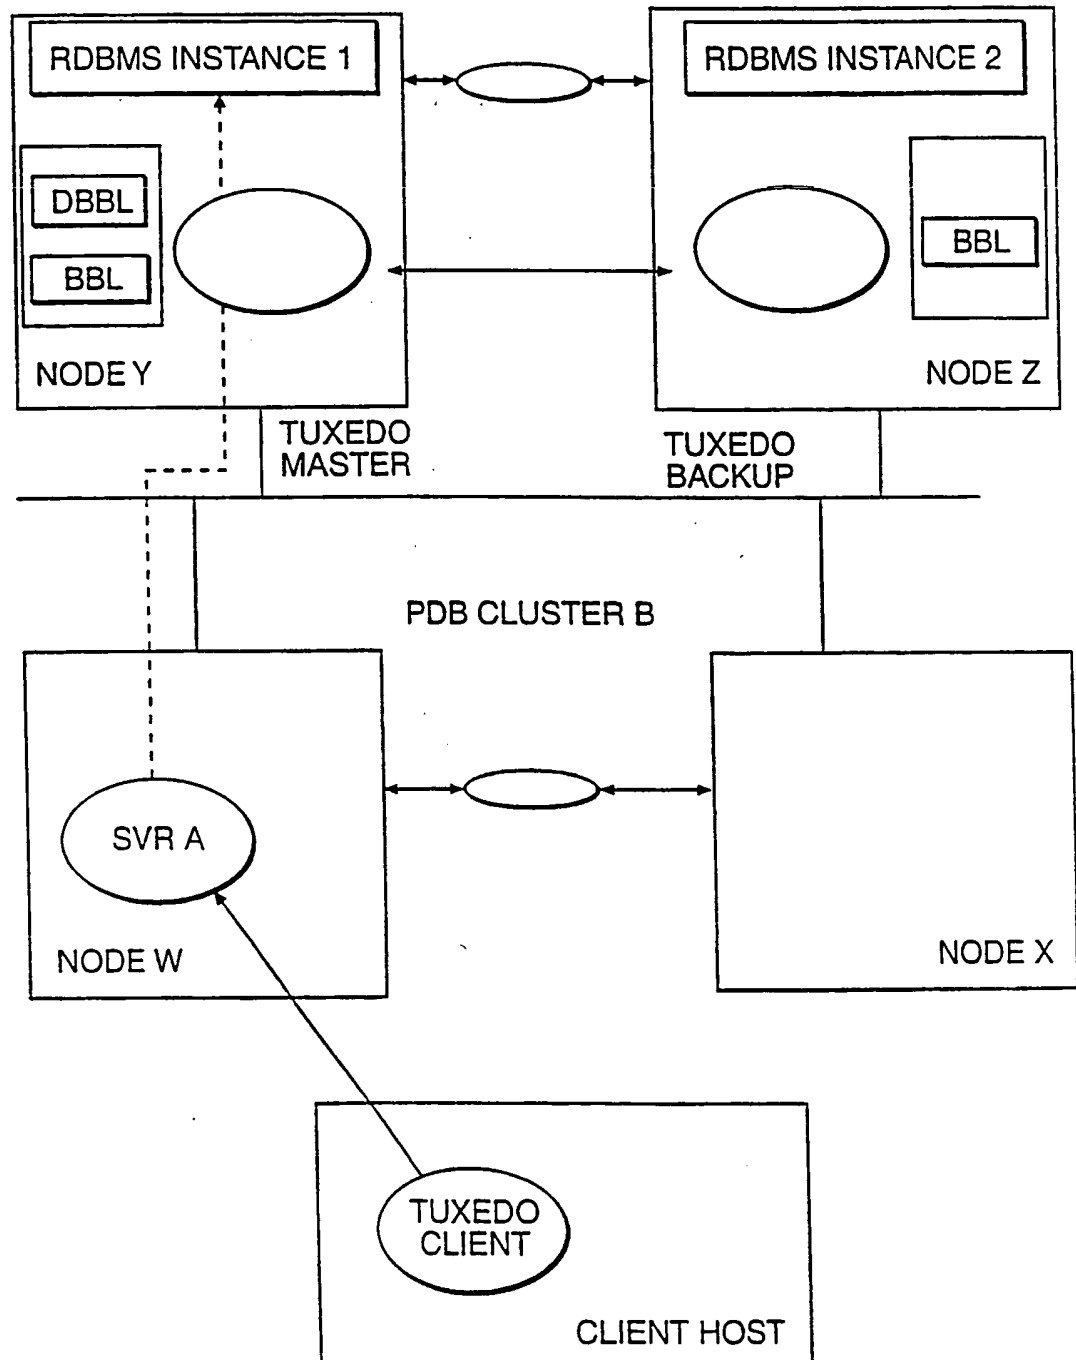 RDBMS INSTANCE 1
RDBMS INSTANCE 2
DBBL
BBL
BBL
NODE Y
NODE Z
TUXEDO
MASTER
TUXEDO
BACKUP
PDB CLUSTER B
SVR A
NODE W
NODE X
TUXEDO
CLIENT
CLIENT HOST